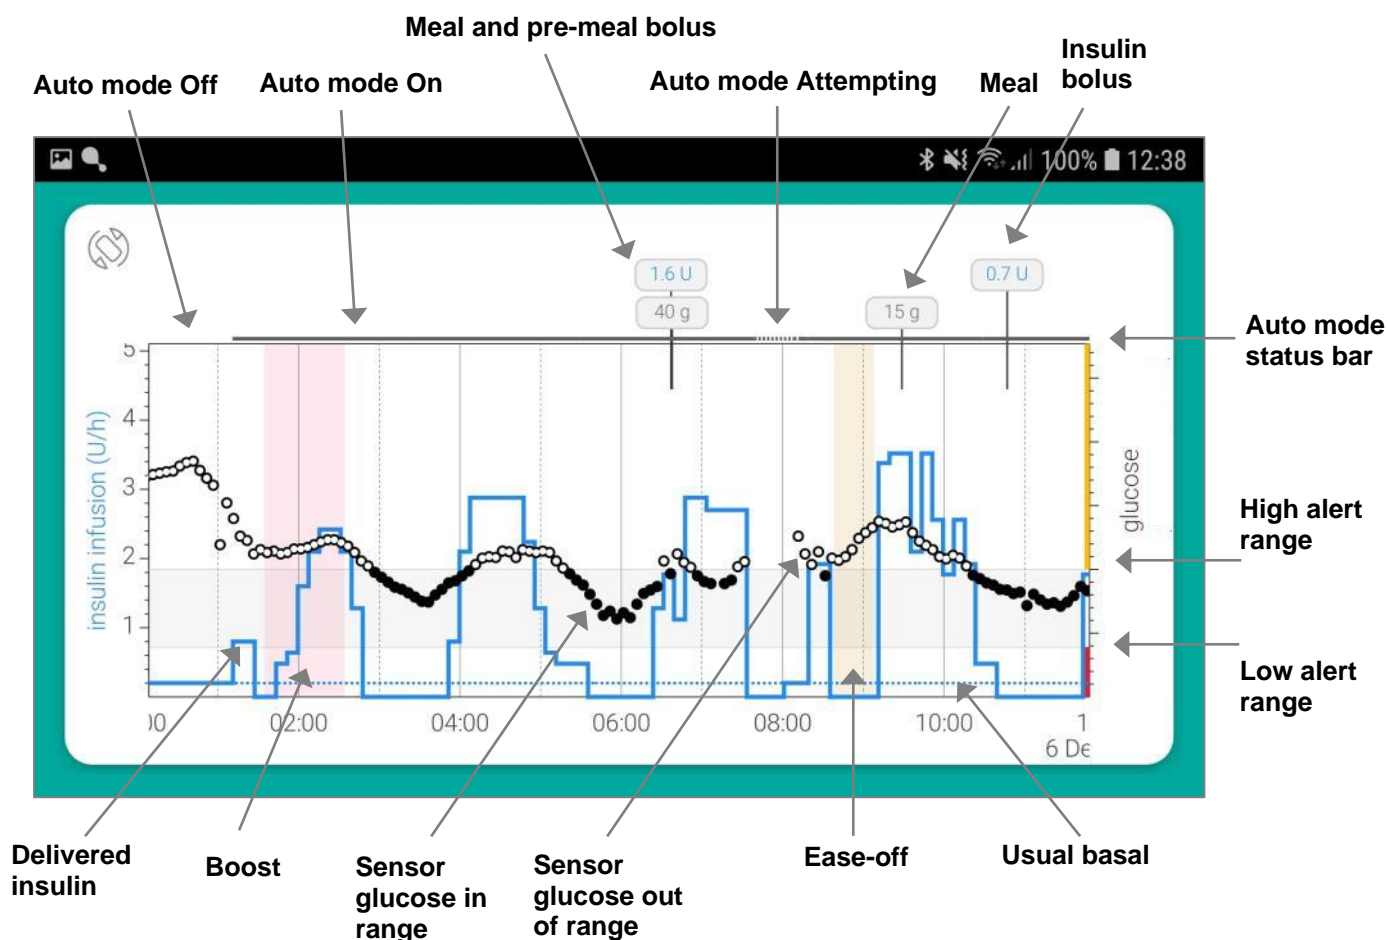 Meal and pre-meal bolus
Insulin
bolus
Auto mode Off
Auto mode On
Auto mode Attempting
Meal
100% 12:38
1.6 U
0.7 U
40 g
15 g
Auto mode
status bar
5
4
3
2
1
insulin infusion (U/h)
glucose
High alert
range
Low alert
range
00
02:00
04:00
06:00
08:00
10:00
1
6 De
Delivered
insulin
Boost
Sensor
glucose in
range
Sensor
glucose out
of range
Ease-off
Usual basal